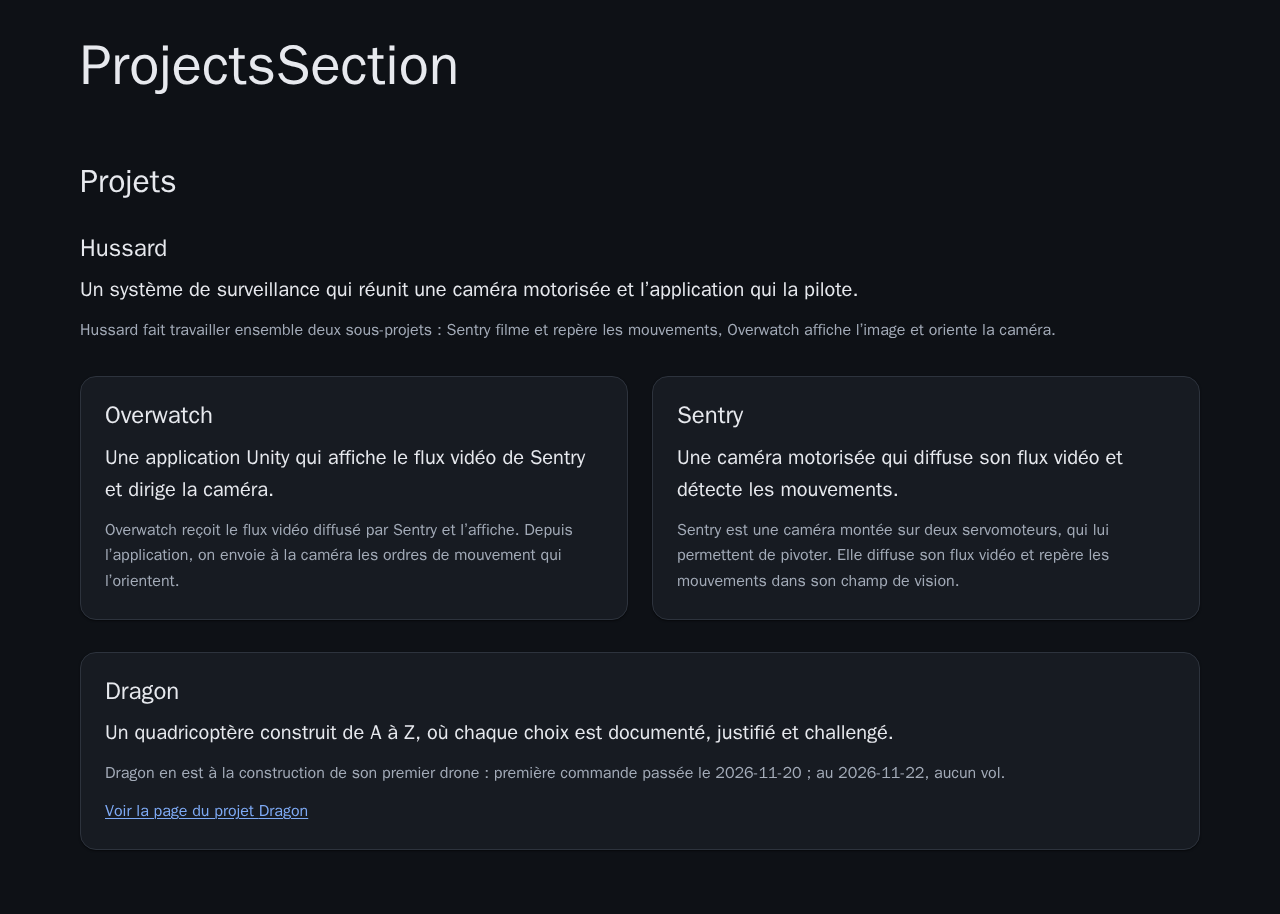 ProjectsSection
Projets
Hussard
Un système de surveillance qui réunit une caméra motorisée et l’application qui la pilote.
Hussard fait travailler ensemble deux sous-projets : Sentry filme et repère les mouvements, Overwatch affiche l’image et oriente la caméra.
Overwatch
Une application Unity qui affiche le flux vidéo de Sentry
et dirige la caméra.
Overwatch reçoit le flux vidéo diffusé par Sentry et l’affiche. Depuis
l’application, on envoie à la caméra les ordres de mouvement qui
l’orientent.
Sentry
Une caméra motorisée qui diffuse son flux vidéo et
détecte les mouvements.
Sentry est une caméra montée sur deux servomoteurs, qui lui
permettent de pivoter. Elle diffuse son flux vidéo et repère les
mouvements dans son champ de vision.
Dragon
Un quadricoptère construit de A à Z, où chaque choix est documenté, justifié et challengé.
Dragon en est à la construction de son premier drone : première commande passée le 2026-11-20 ; au 2026-11-22, aucun vol.
Voir la page du projet Dragon